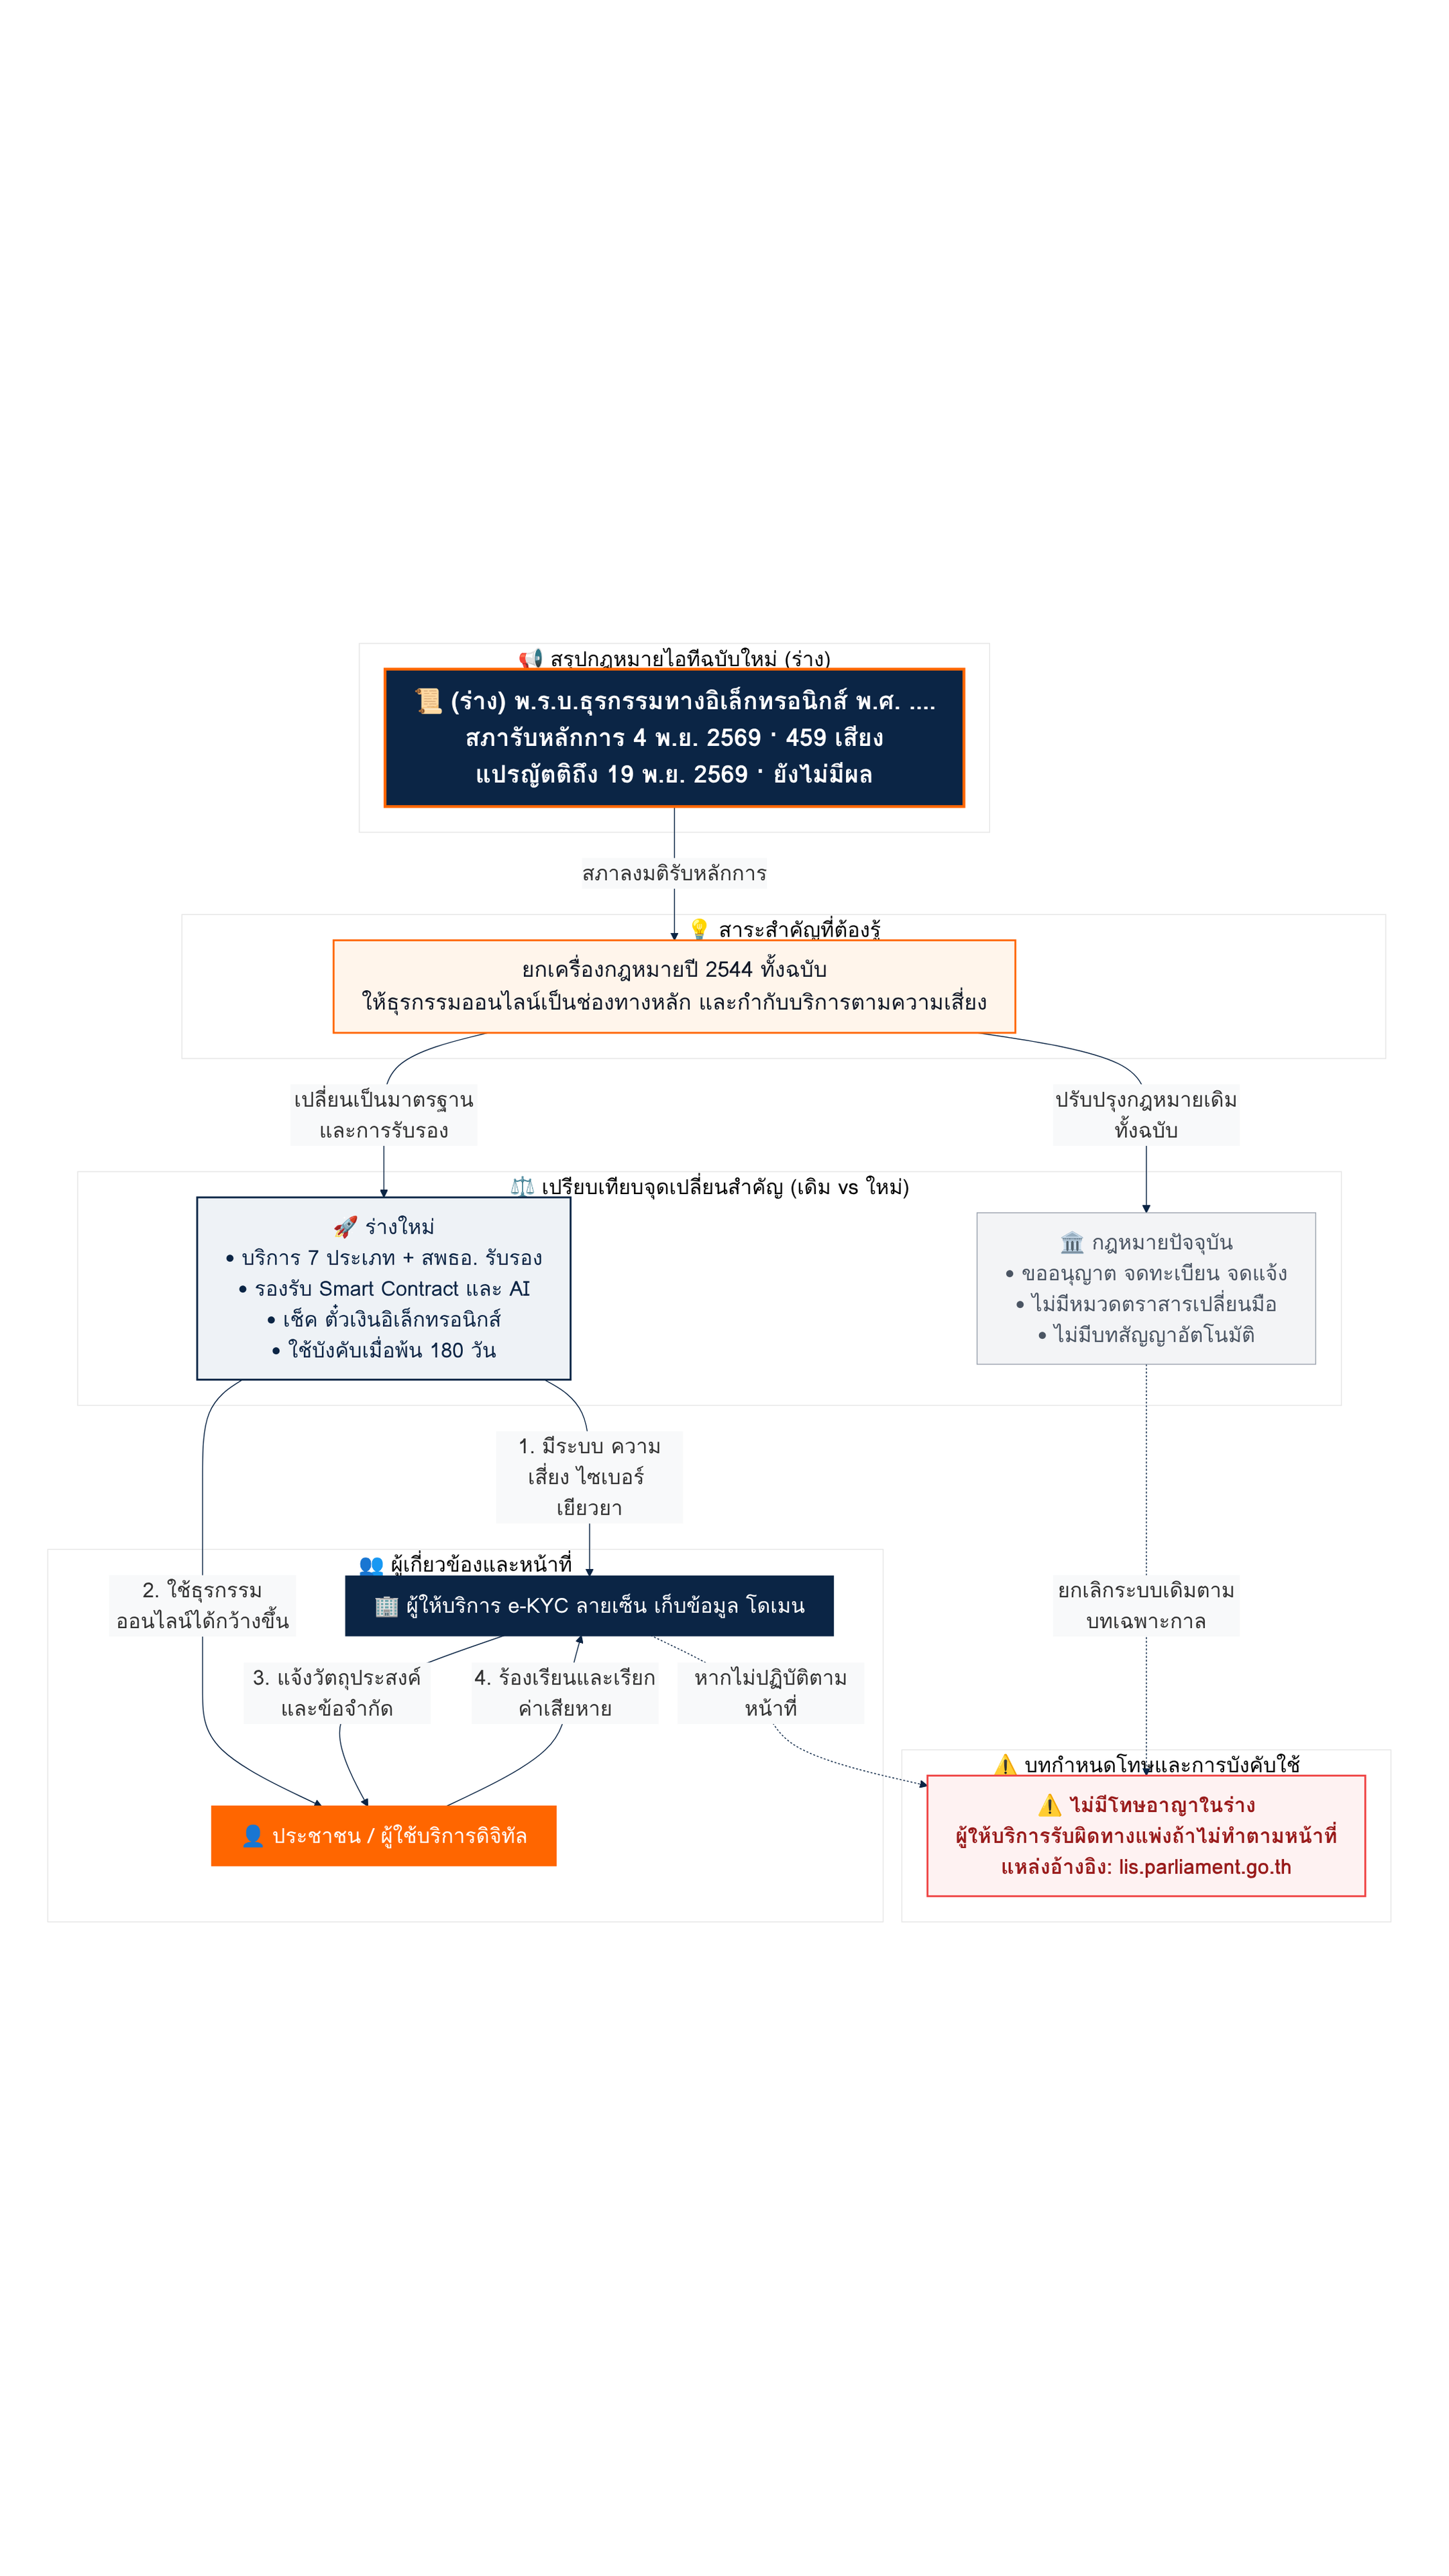 📢 สรุปกฎหมายไอทีฉบับใหม่ (ร่าง)
📜 (ร่าง) พ.ร.บ.ธุรกรรมทางอิเล็กทรอนิกส์ พ.ศ. ....
สภารับหลักการ 4 พ.ย. 2569 · 459 เสียง
แปรญัตติถึง 19 พ.ย. 2569 · ยังไม่มีผล
สภาลงมติรับหลักการ
💡 สาระสำคัญที่ต้องรู้
ยกเครื่องกฎหมายปี 2544 ทั้งฉบับ
ให้ธุรกรรมออนไลน์เป็นช่องทางหลัก และกำกับบริการตามความเสี่ยง
เปลี่ยนเป็นมาตรฐาน
และการรับรอง
ปรับปรุงกฎหมายเดิม
ทั้งฉบับ
⚖️ เปรียบเทียบจุดเปลี่ยนสำคัญ (เดิม vs ใหม่)
🚀 ร่างใหม่
• บริการ 7 ประเภท + สพธอ. รับรอง
• รองรับ Smart Contract และ AI
• เช็ค ตั๋วเงินอิเล็กทรอนิกส์
• ใช้บังคับเมื่อพ้น 180 วัน
🏛️ กฎหมายปัจจุบัน
• ขออนุญาต จดทะเบียน จดแจ้ง
• ไม่มีหมวดตราสารเปลี่ยนมือ
• ไม่มีบทสัญญาอัตโนมัติ
1. มีระบบ ความ
เสี่ยง ไซเบอร์
เยียวยา
👥 ผู้เกี่ยวข้องและหน้าที่
2. ใช้ธุรกรรม
ออนไลน์ได้กว้างขึ้น
🏢 ผู้ให้บริการ e-KYC ลายเซ็น เก็บข้อมูล โดเมน
ยกเลิกระบบเดิมตาม
บทเฉพาะกาล
3. แจ้งวัตถุประสงค์
และข้อจำกัด
4. ร้องเรียนและเรียก
ค่าเสียหาย
หากไม่ปฏิบัติตาม
หน้าที่
👤 ประชาชน / ผู้ใช้บริการดิจิทัล
⚠️ บทกำหนดโทษและการบังคับใช้
⚠️ ไม่มีโทษอาญาในร่าง
ผู้ให้บริการรับผิดทางแพ่งถ้าไม่ทำตามหน้าที่
แหล่งอ้างอิง: lis.parliament.go.th